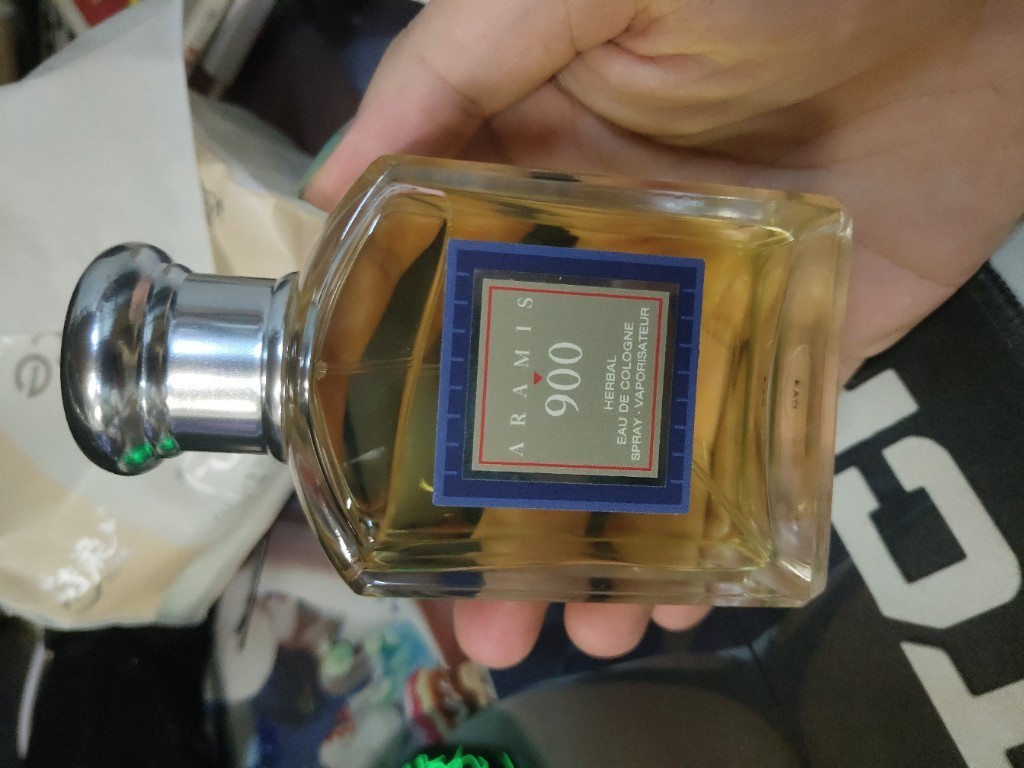 ARAMIS
900
HERBAL
EAU DE COLOGNE
SPRAY · VAPORISATEUR